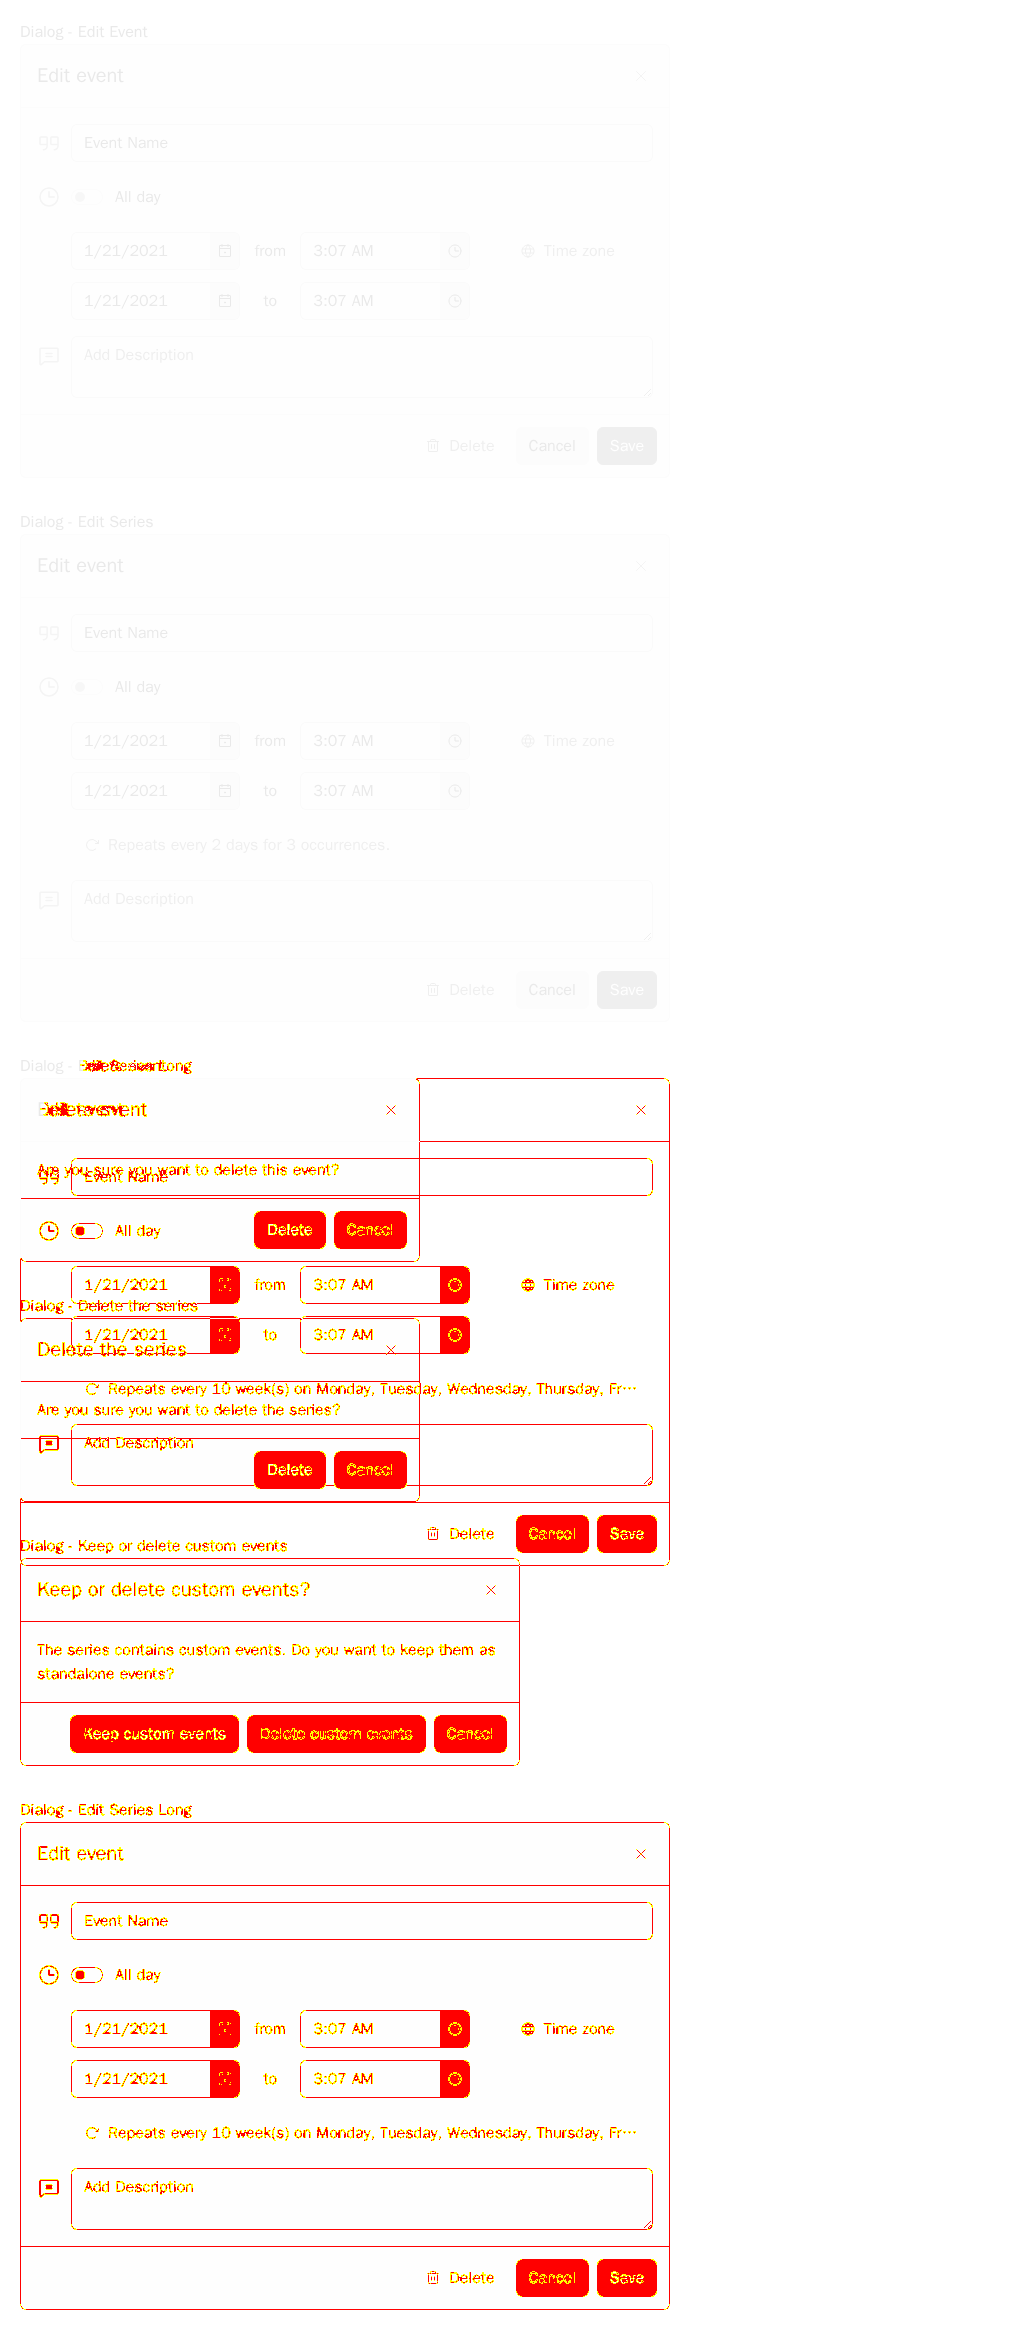 Dialog - Edit Event
Edit event
Event Name
All day
1/21/2021 from 3:07 AM Time zone
1/21/2021 to 3:07 AM
Add Description
Delete Cancel Save
Dialog - Edit Series
Edit event
Event Name
All day
1/21/2021 from 3:07 AM Time zone
1/21/2021 to 3:07 AM
Repeats every 2 days for 3 occurrences.
Add Description
Delete Cancel Save
Dialog -
Are you sure you want to delete this event?
Event Name
All day
Delete Cancel
1/21/2021 from 3:07 AM Time zone
Dialog - Delete the series
1/21/2021 to 3:07 AM
Delete the series
Repeats every 10 week(s) on Monday, Tuesday, Wednesday, Thursday, Fr...
Are you sure you want to delete the series?
Add Description
Delete Cancel
Delete Cancel Save
Dialog - Keep or delete custom events
Keep or delete custom events?
The series contains custom events. Do you want to keep them as
standalone events?
Keep custom events Delete custom events Cancel
Dialog - Edit Series Long
Edit event
Event Name
All day
1/21/2021 from 3:07 AM Time zone
1/21/2021 to 3:07 AM
Repeats every 10 week(s) on Monday, Tuesday, Wednesday, Thursday, Fr...
Add Description
Delete Cancel Save